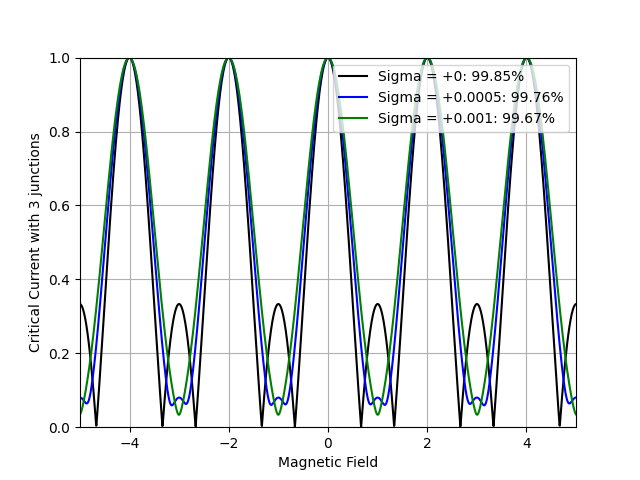 Critical Current with 3 junctions
1.0
0.8
0.6
0.4
0.2
0.0
Sigma = +0: 99.85%
Sigma = +0.0005: 99.76%
Sigma = +0.001: 99.67%
−4
−2
0
2
4
Magnetic Field